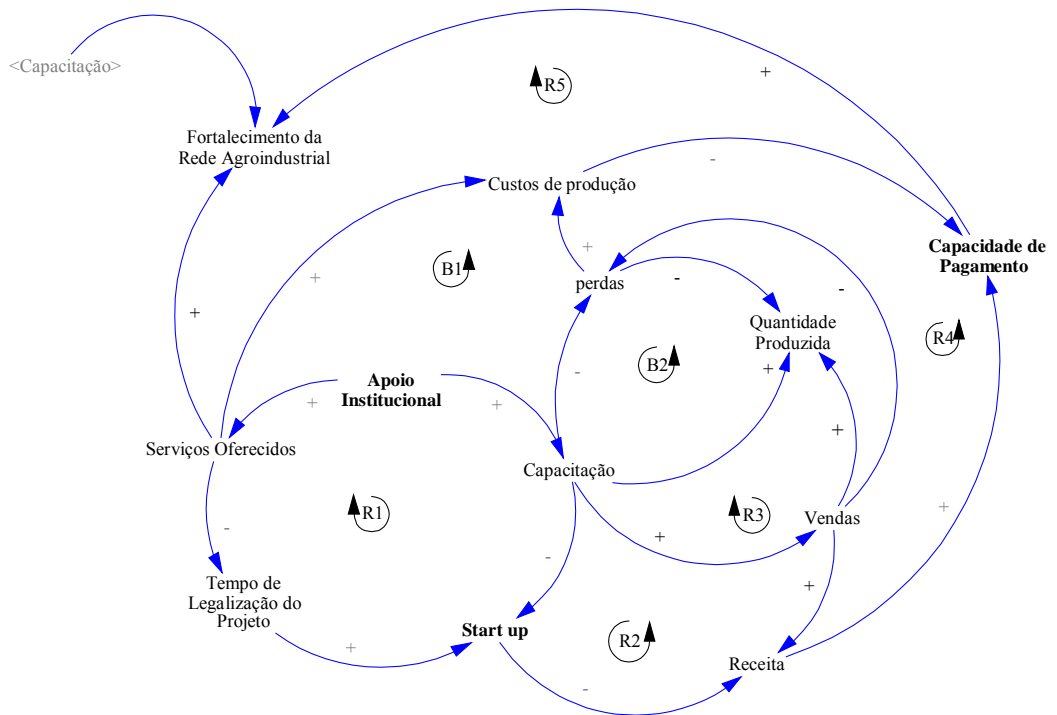 <Capacitação>
+
R5
Fortalecimento da
Rede Agroindustrial
-
Custos de produção
+
Capacidade de
Pagamento
B1
+
perdas
-
-
+
Quantidade
Produzida
R4
B2
+
-
Apoio
Institucional
+
+
+
Serviços Oferecidos
Capacitação
R1
R3
Vendas
+
-
+
-
Tempo de
Legalização do
Projeto
+
Start up
R2
+
Receita
-